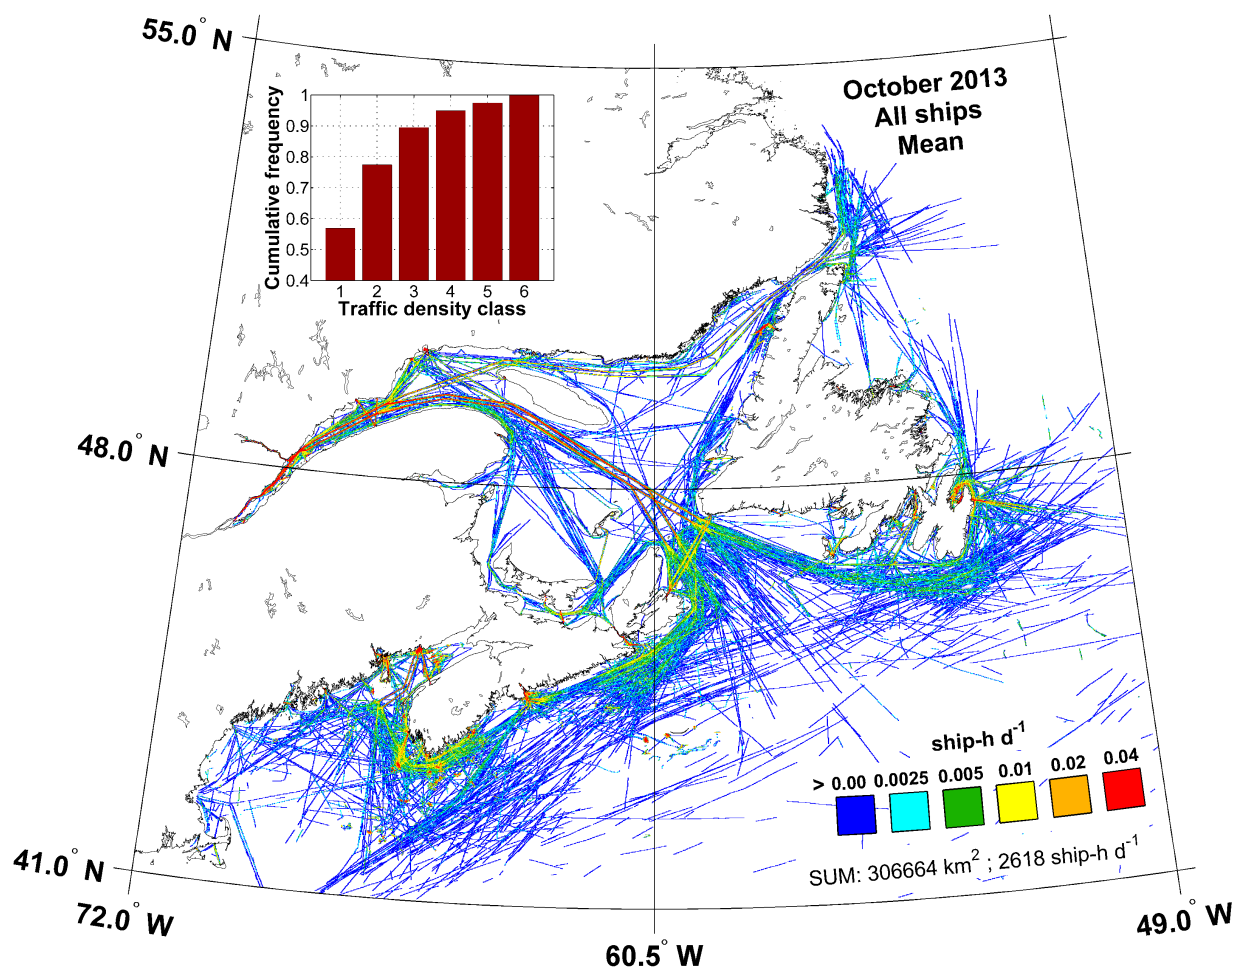 55.0° N
October 2013
All ships
Mean
Cumulative frequency
1
0.9
0.8
0.7
0.6
0.5
0.4
1 2 3 4 5 6
Traffic density class
48.0° N
ship-h d-1
> 0.00 0.0025 0.005 0.01 0.02 0.04
SUM: 306664 km2 ; 2618 ship-h d-1
41.0° N
72.0° W
60.5° W
49.0° W